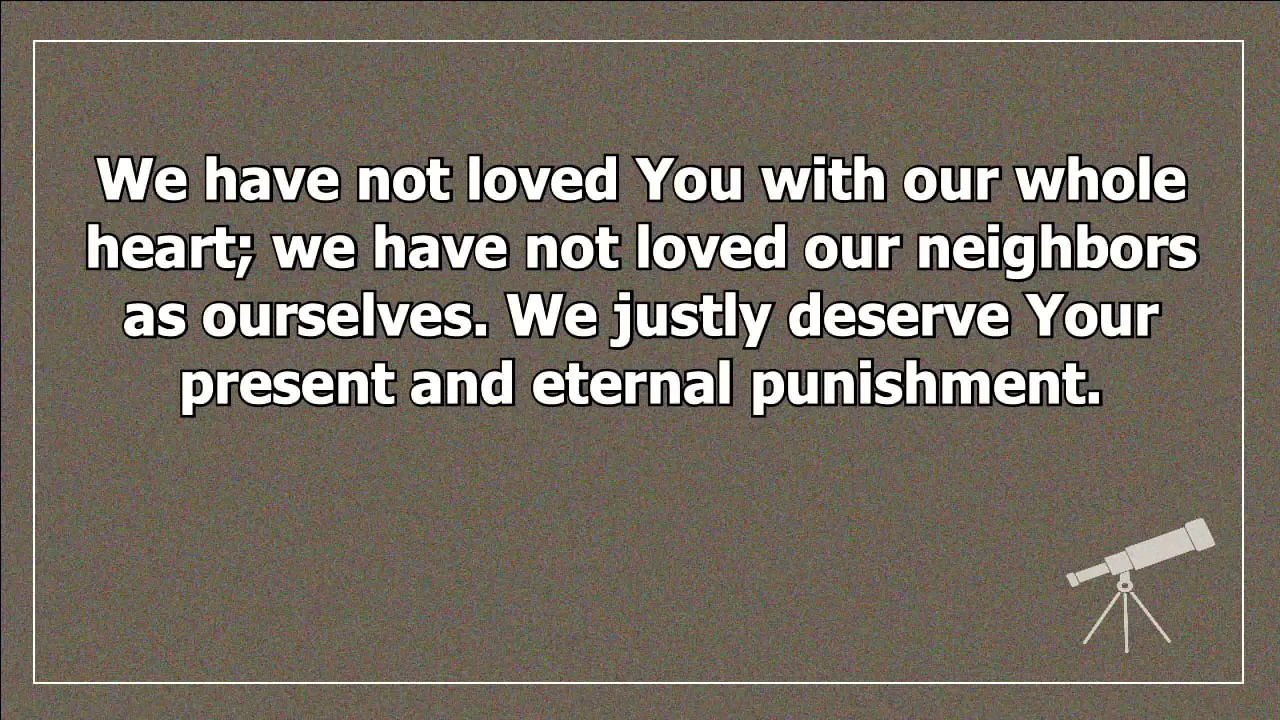 We have not loved You with our whole
heart; we have not loved our neighbors
as ourselves. We justly deserve Your
present and eternal punishment.